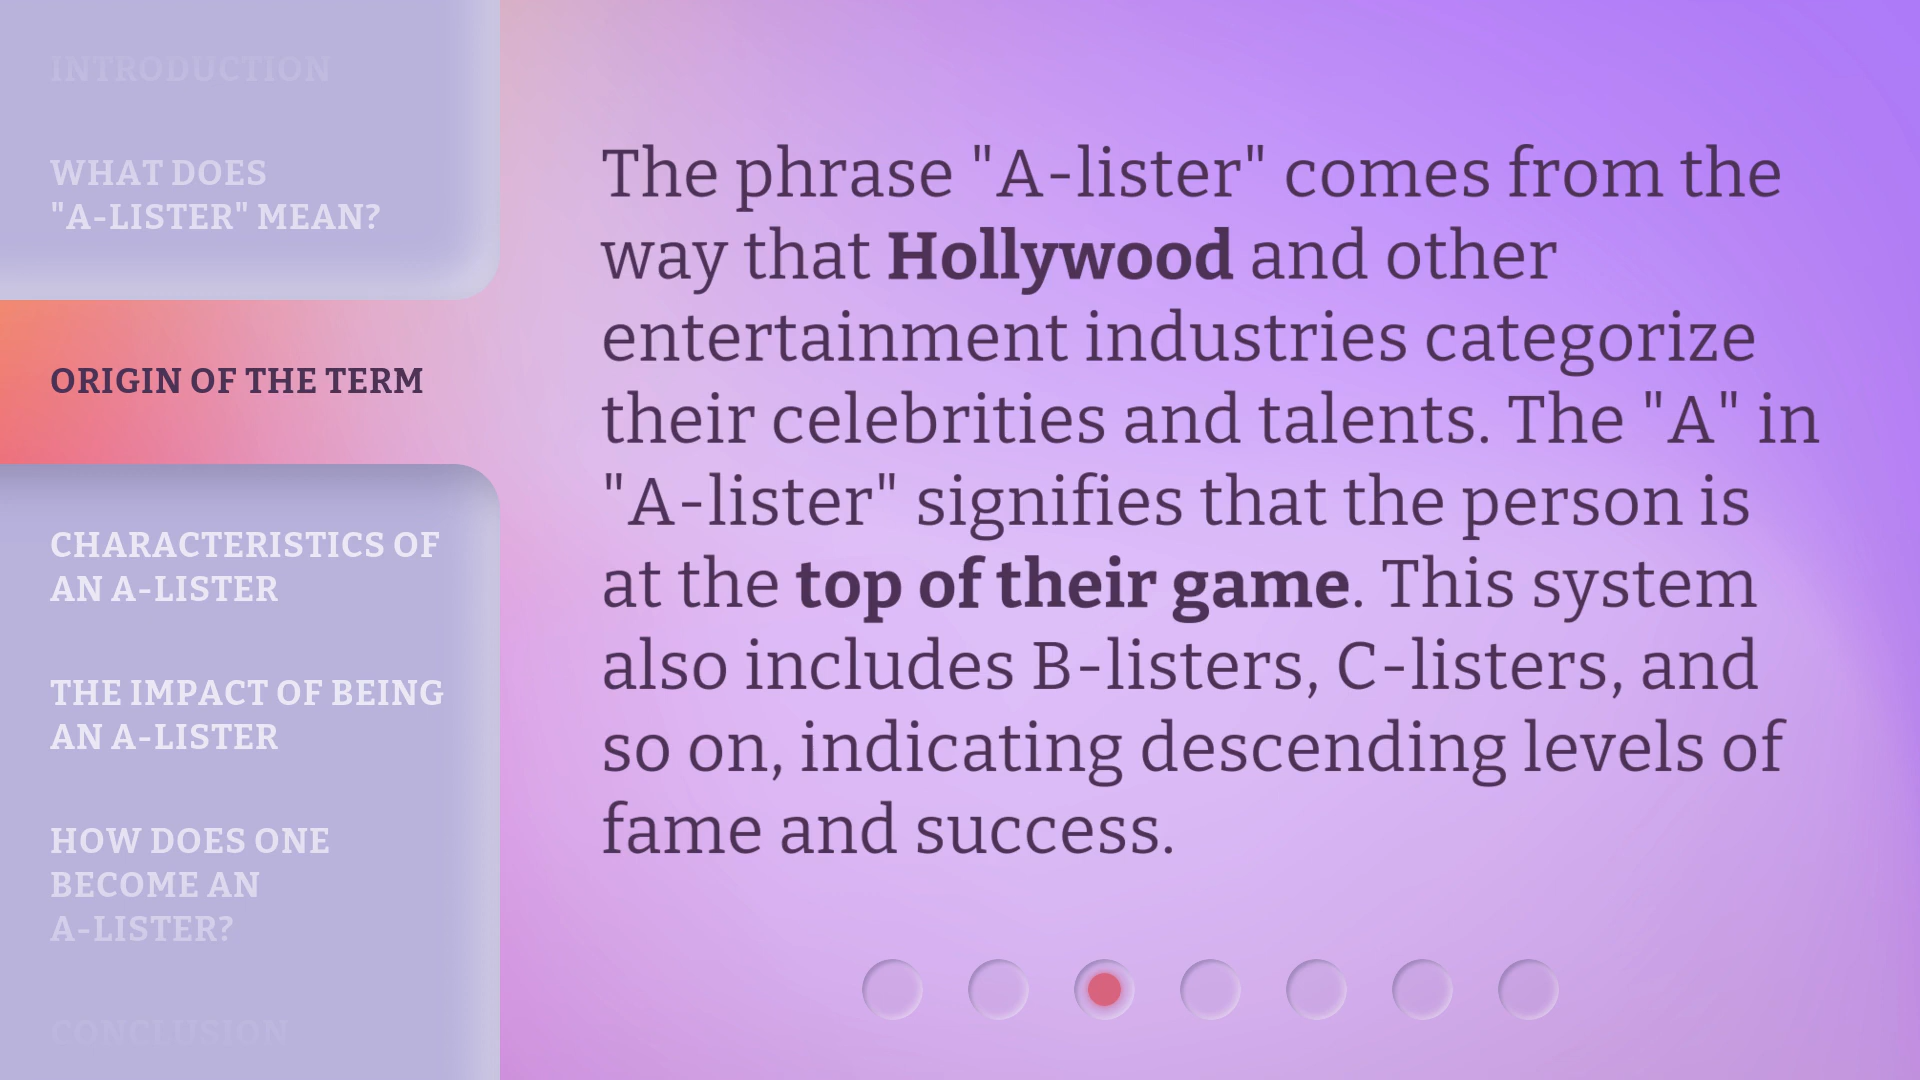 INTRODUCTION
WHAT DOES
"A-LISTER" MEAN?
ORIGIN OF THE TERM
CHARACTERISTICS OF
AN A-LISTER
THE IMPACT OF BEING
AN A-LISTER
HOW DOES ONE
BECOME AN
A-LISTER?
CONCLUSION
The phrase "A-lister" comes from the
way that Hollywood and other
entertainment industries categorize
their celebrities and talents. The "A" in
"A-lister" signifies that the person is
at the top of their game. This system
also includes B-listers, C-listers, and
so on, indicating descending levels of
fame and success.